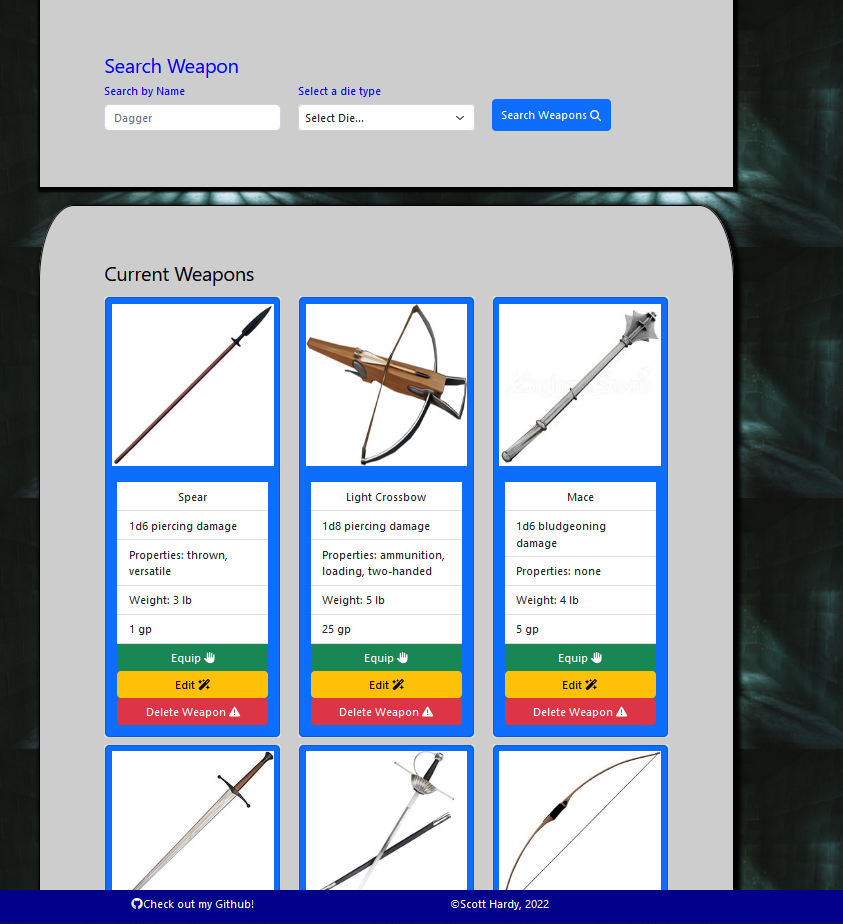 Search Weapon
Search by Name
Select a die type
Dagger
Select Die...
Search Weapons
Current Weapons
Spear
1d6 piercing damage
Properties: thrown,
versatile
Weight: 3 lb
1 gp
Equip
Edit
Delete Weapon
Light Crossbow
1d8 piercing damage
Properties: ammunition,
loading, two-handed
Weight: 5 lb
25 gp
Equip
Edit
Delete Weapon
Mace
1d6 bludgeoning
damage
Properties: none
Weight: 4 lb
5 gp
Equip
Edit
Delete Weapon
Check out my Github!
©Scott Hardy, 2022